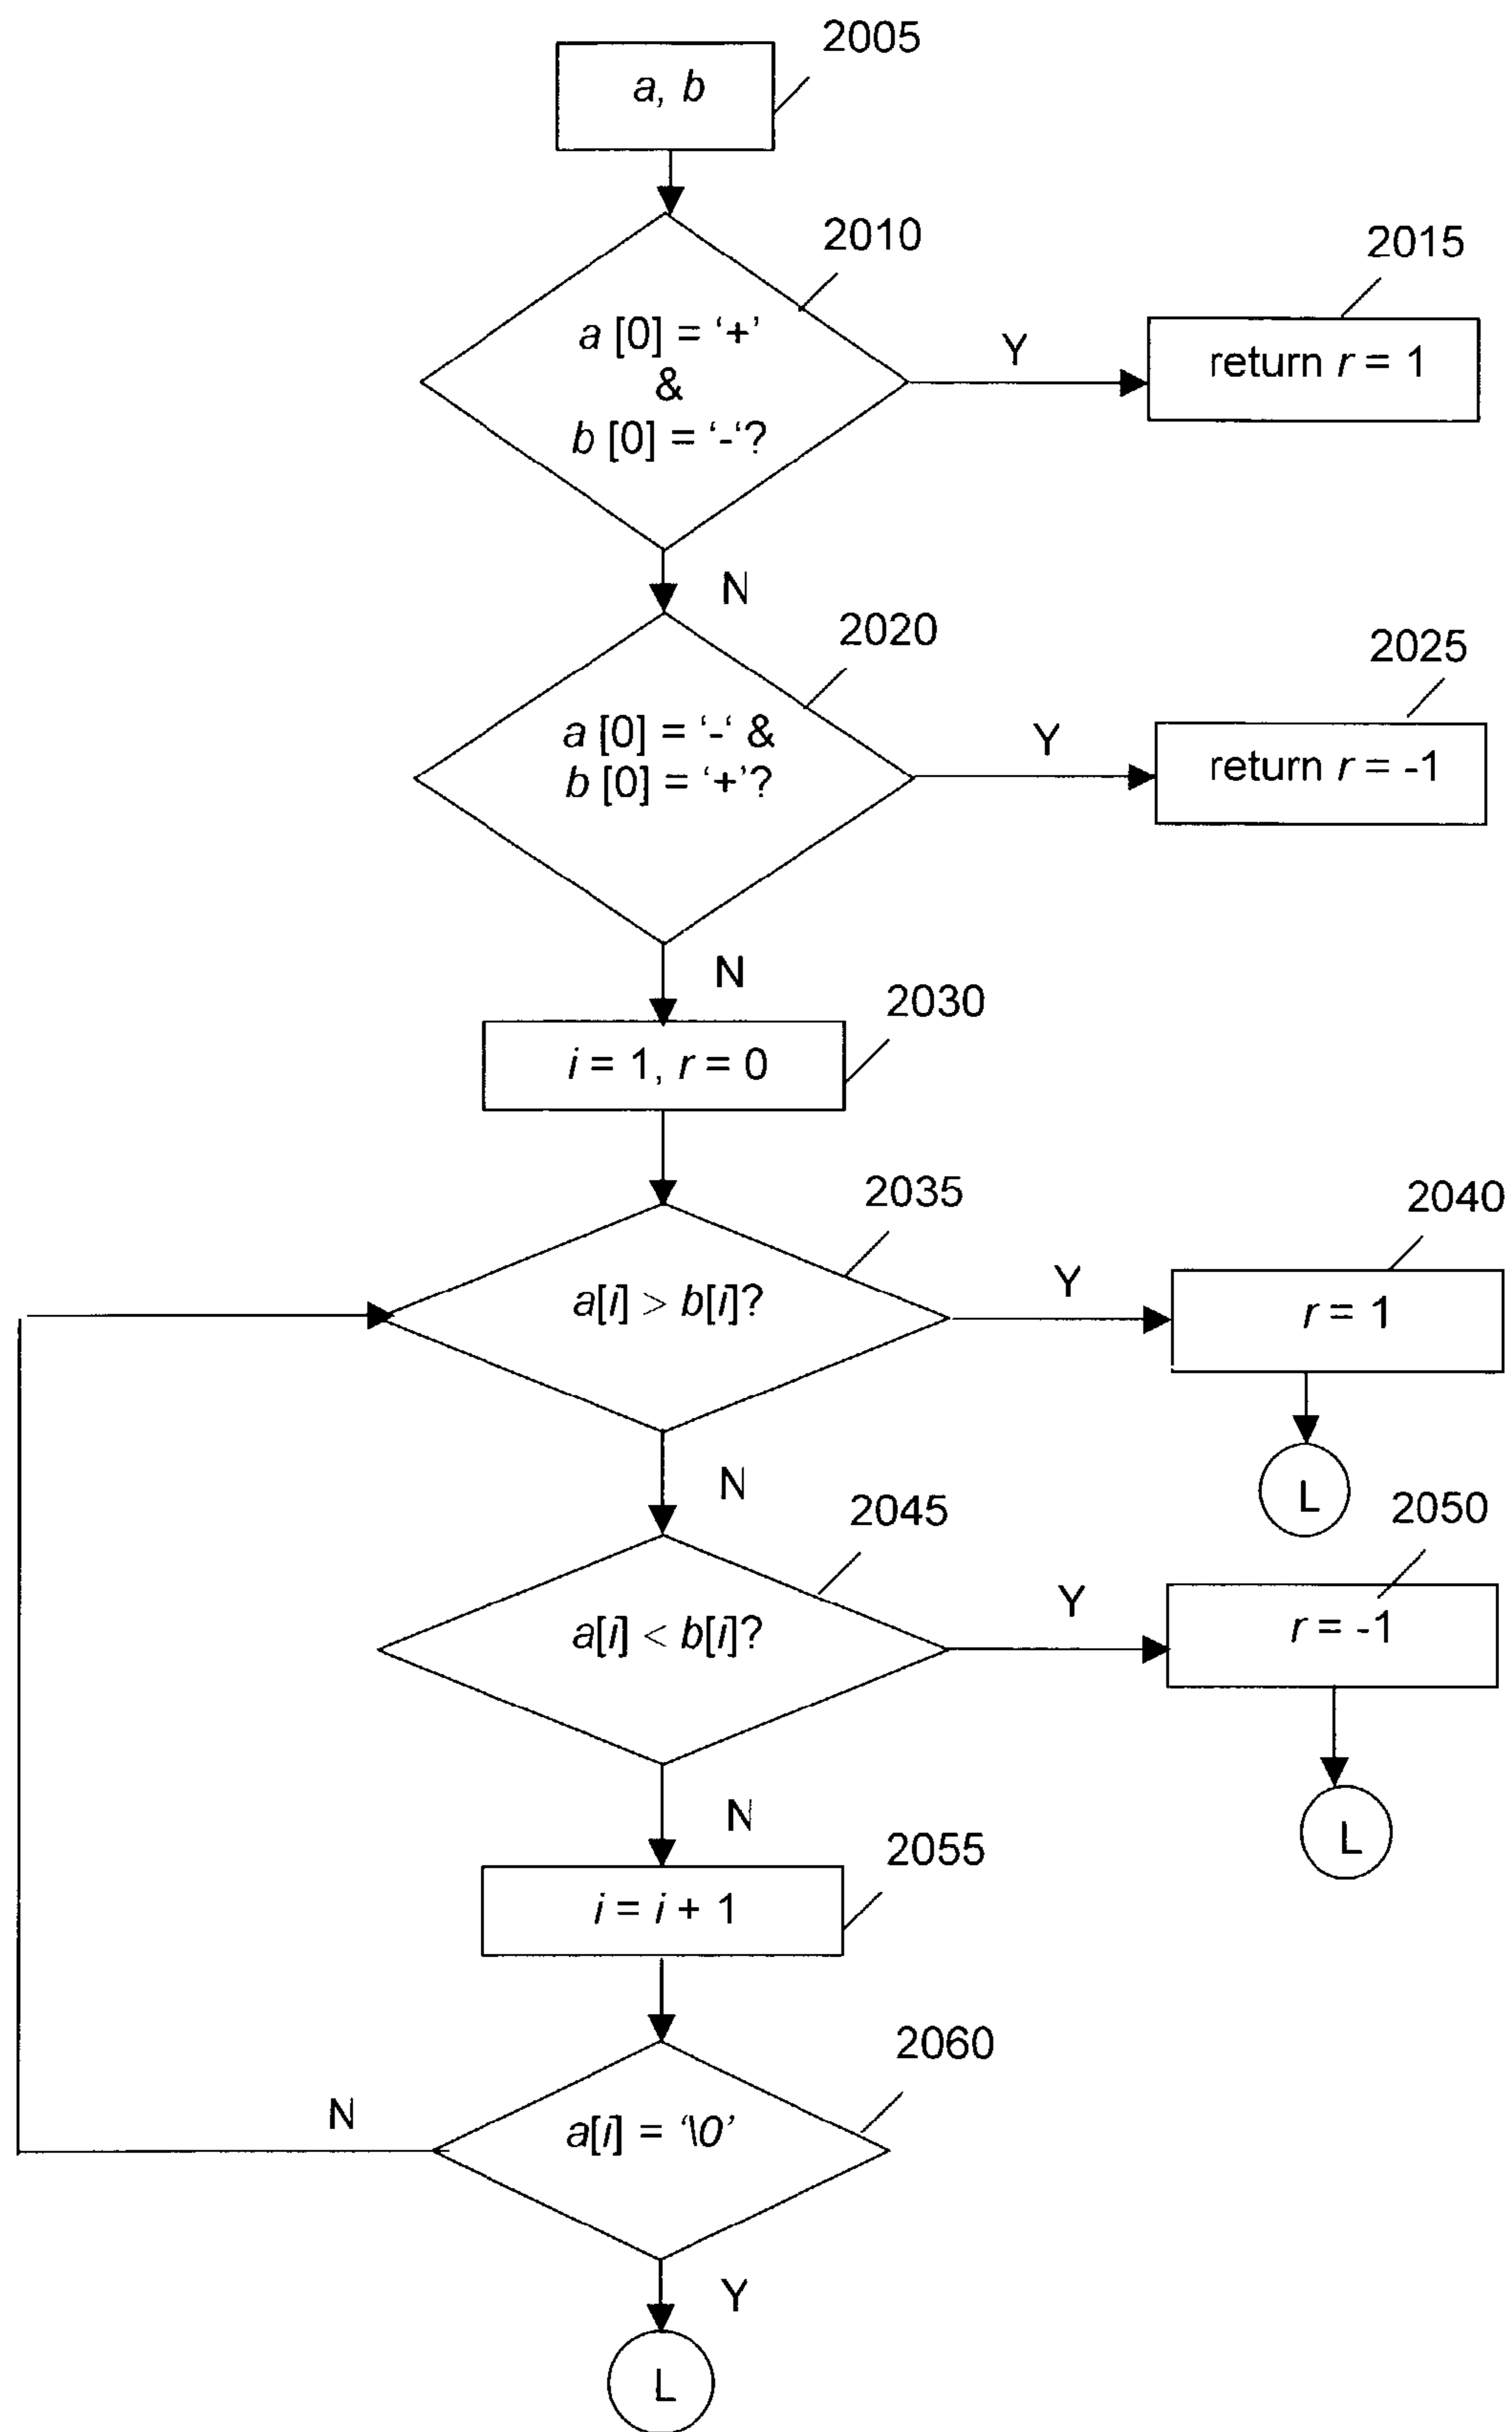 2005
a, b
2010
a [0] = ‘+’
&
b [0] = ‘-‘?
Y
2015
return r = 1
N
2020
a [0] = ‘-‘ &
b [0] = ‘+’?
Y
2025
return r = -1
N
2030
i = 1, r = 0
2035
a[i] > b[i]?
Y
2040
r = 1
L
N
2045
a[i] < b[i]?
Y
2050
r = -1
L
N
2055
i = i + 1
2060
a[i] = ‘\0’
N
Y
L